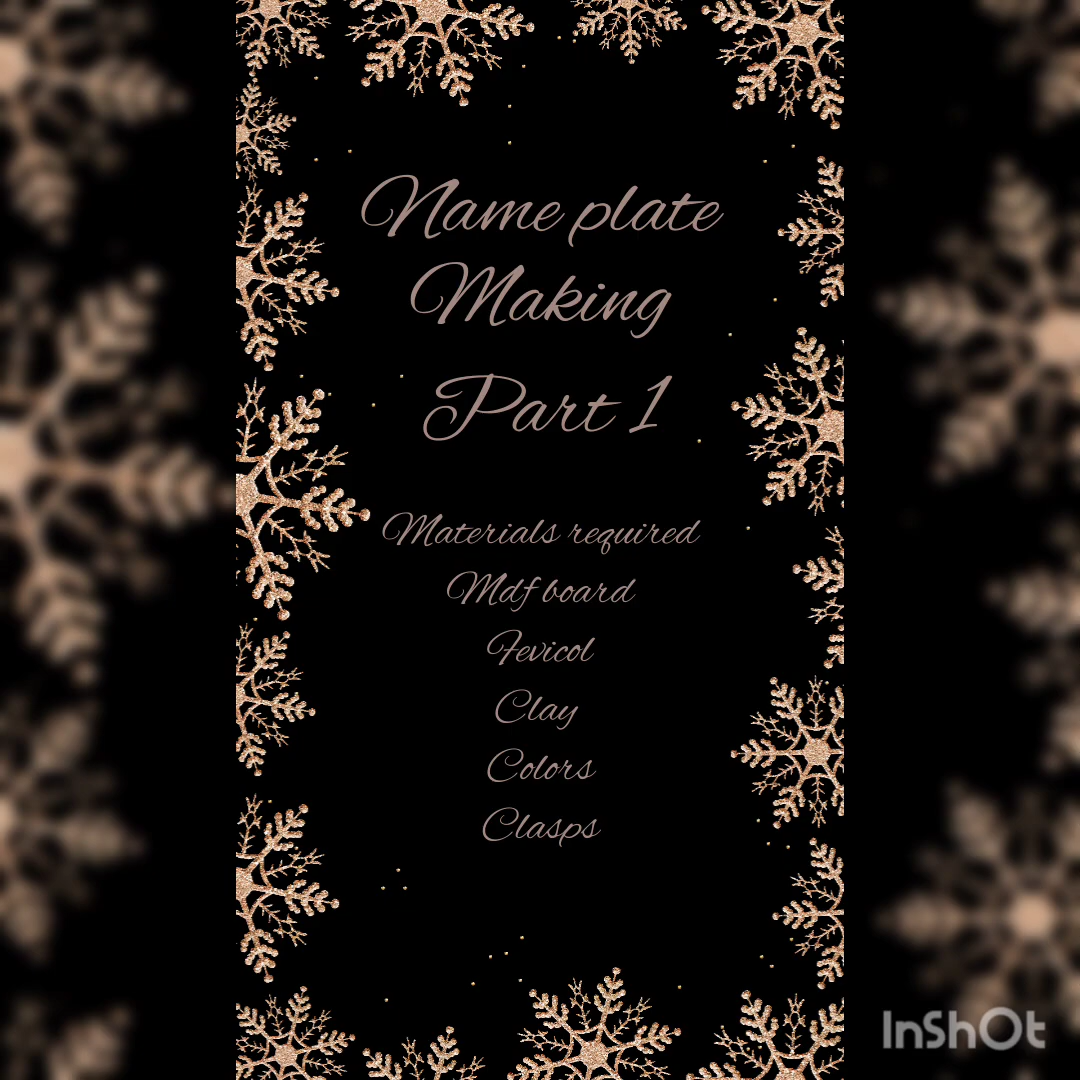 Name plate
Making
Part 1
Materials required
Mdf board
Fevicol
Clay
Colors
Clasps
InShOt